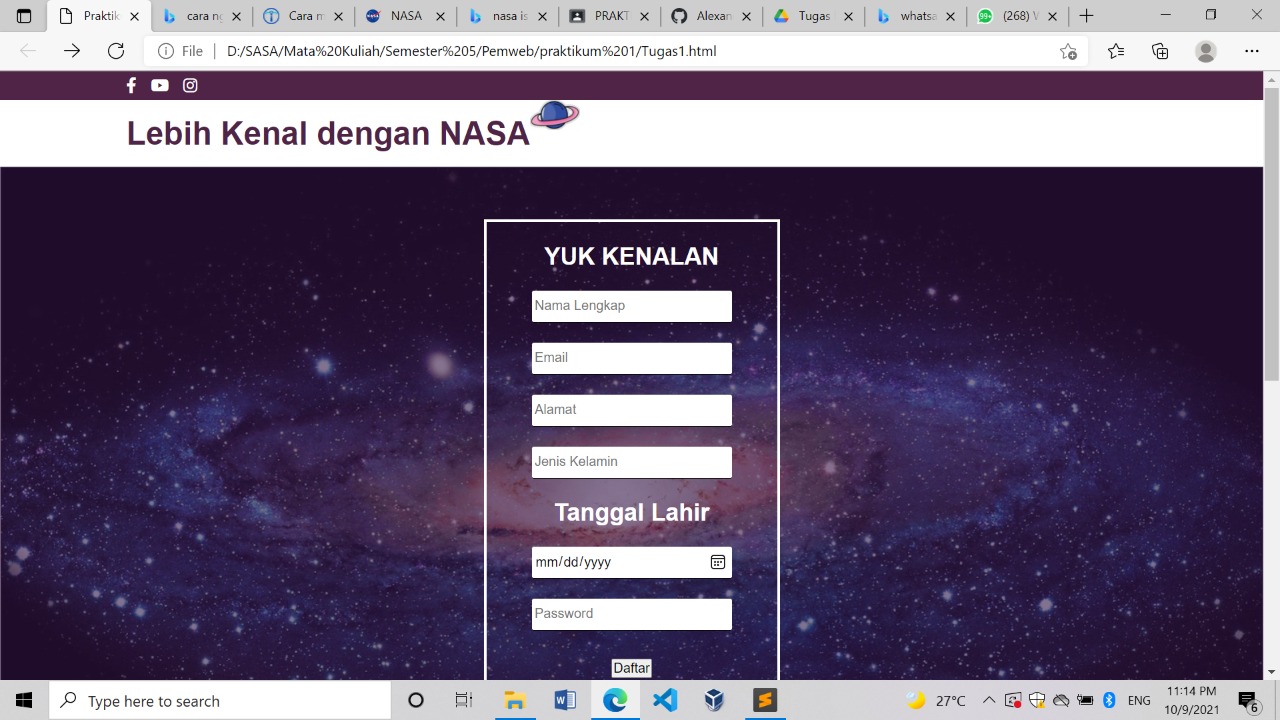 Praktik
cara ng
Cara m
NASA
nasa is
PRAKT
Alexan
Tugas
whatsa
(268) V
File
D:/SASA/Mata%20Kuliah/Semester%205/Pemweb/praktikum%201/Tugas1.html
Lebih Kenal dengan NASA
YUK KENALAN
Nama Lengkap
Email
Alamat
Jenis Kelamin
Tanggal Lahir
mm/dd/yyyy
Password
Daftar
Type here to search
27°C
ENG
11:14 PM
10/9/2021
6